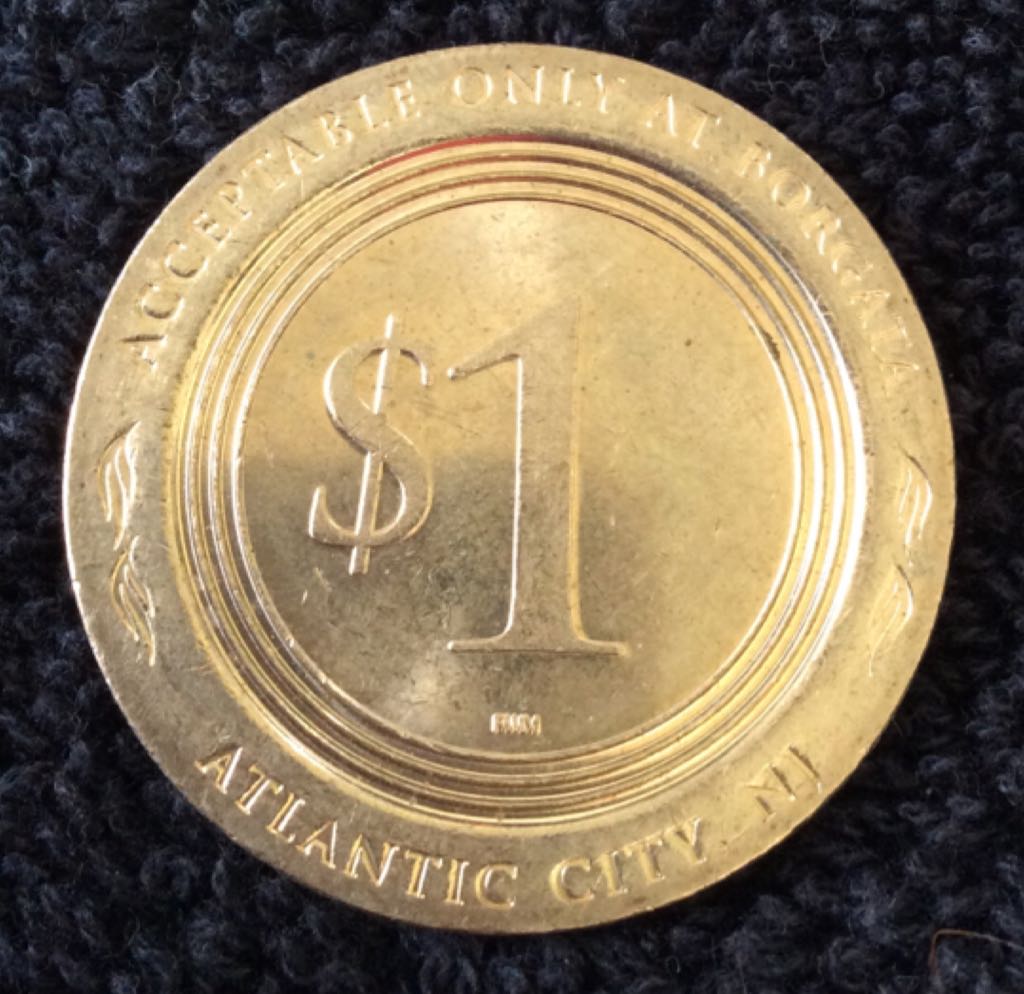 ACCEPTABLE ONLY AT BORGATA
$1
ATLANTIC CITY NJ